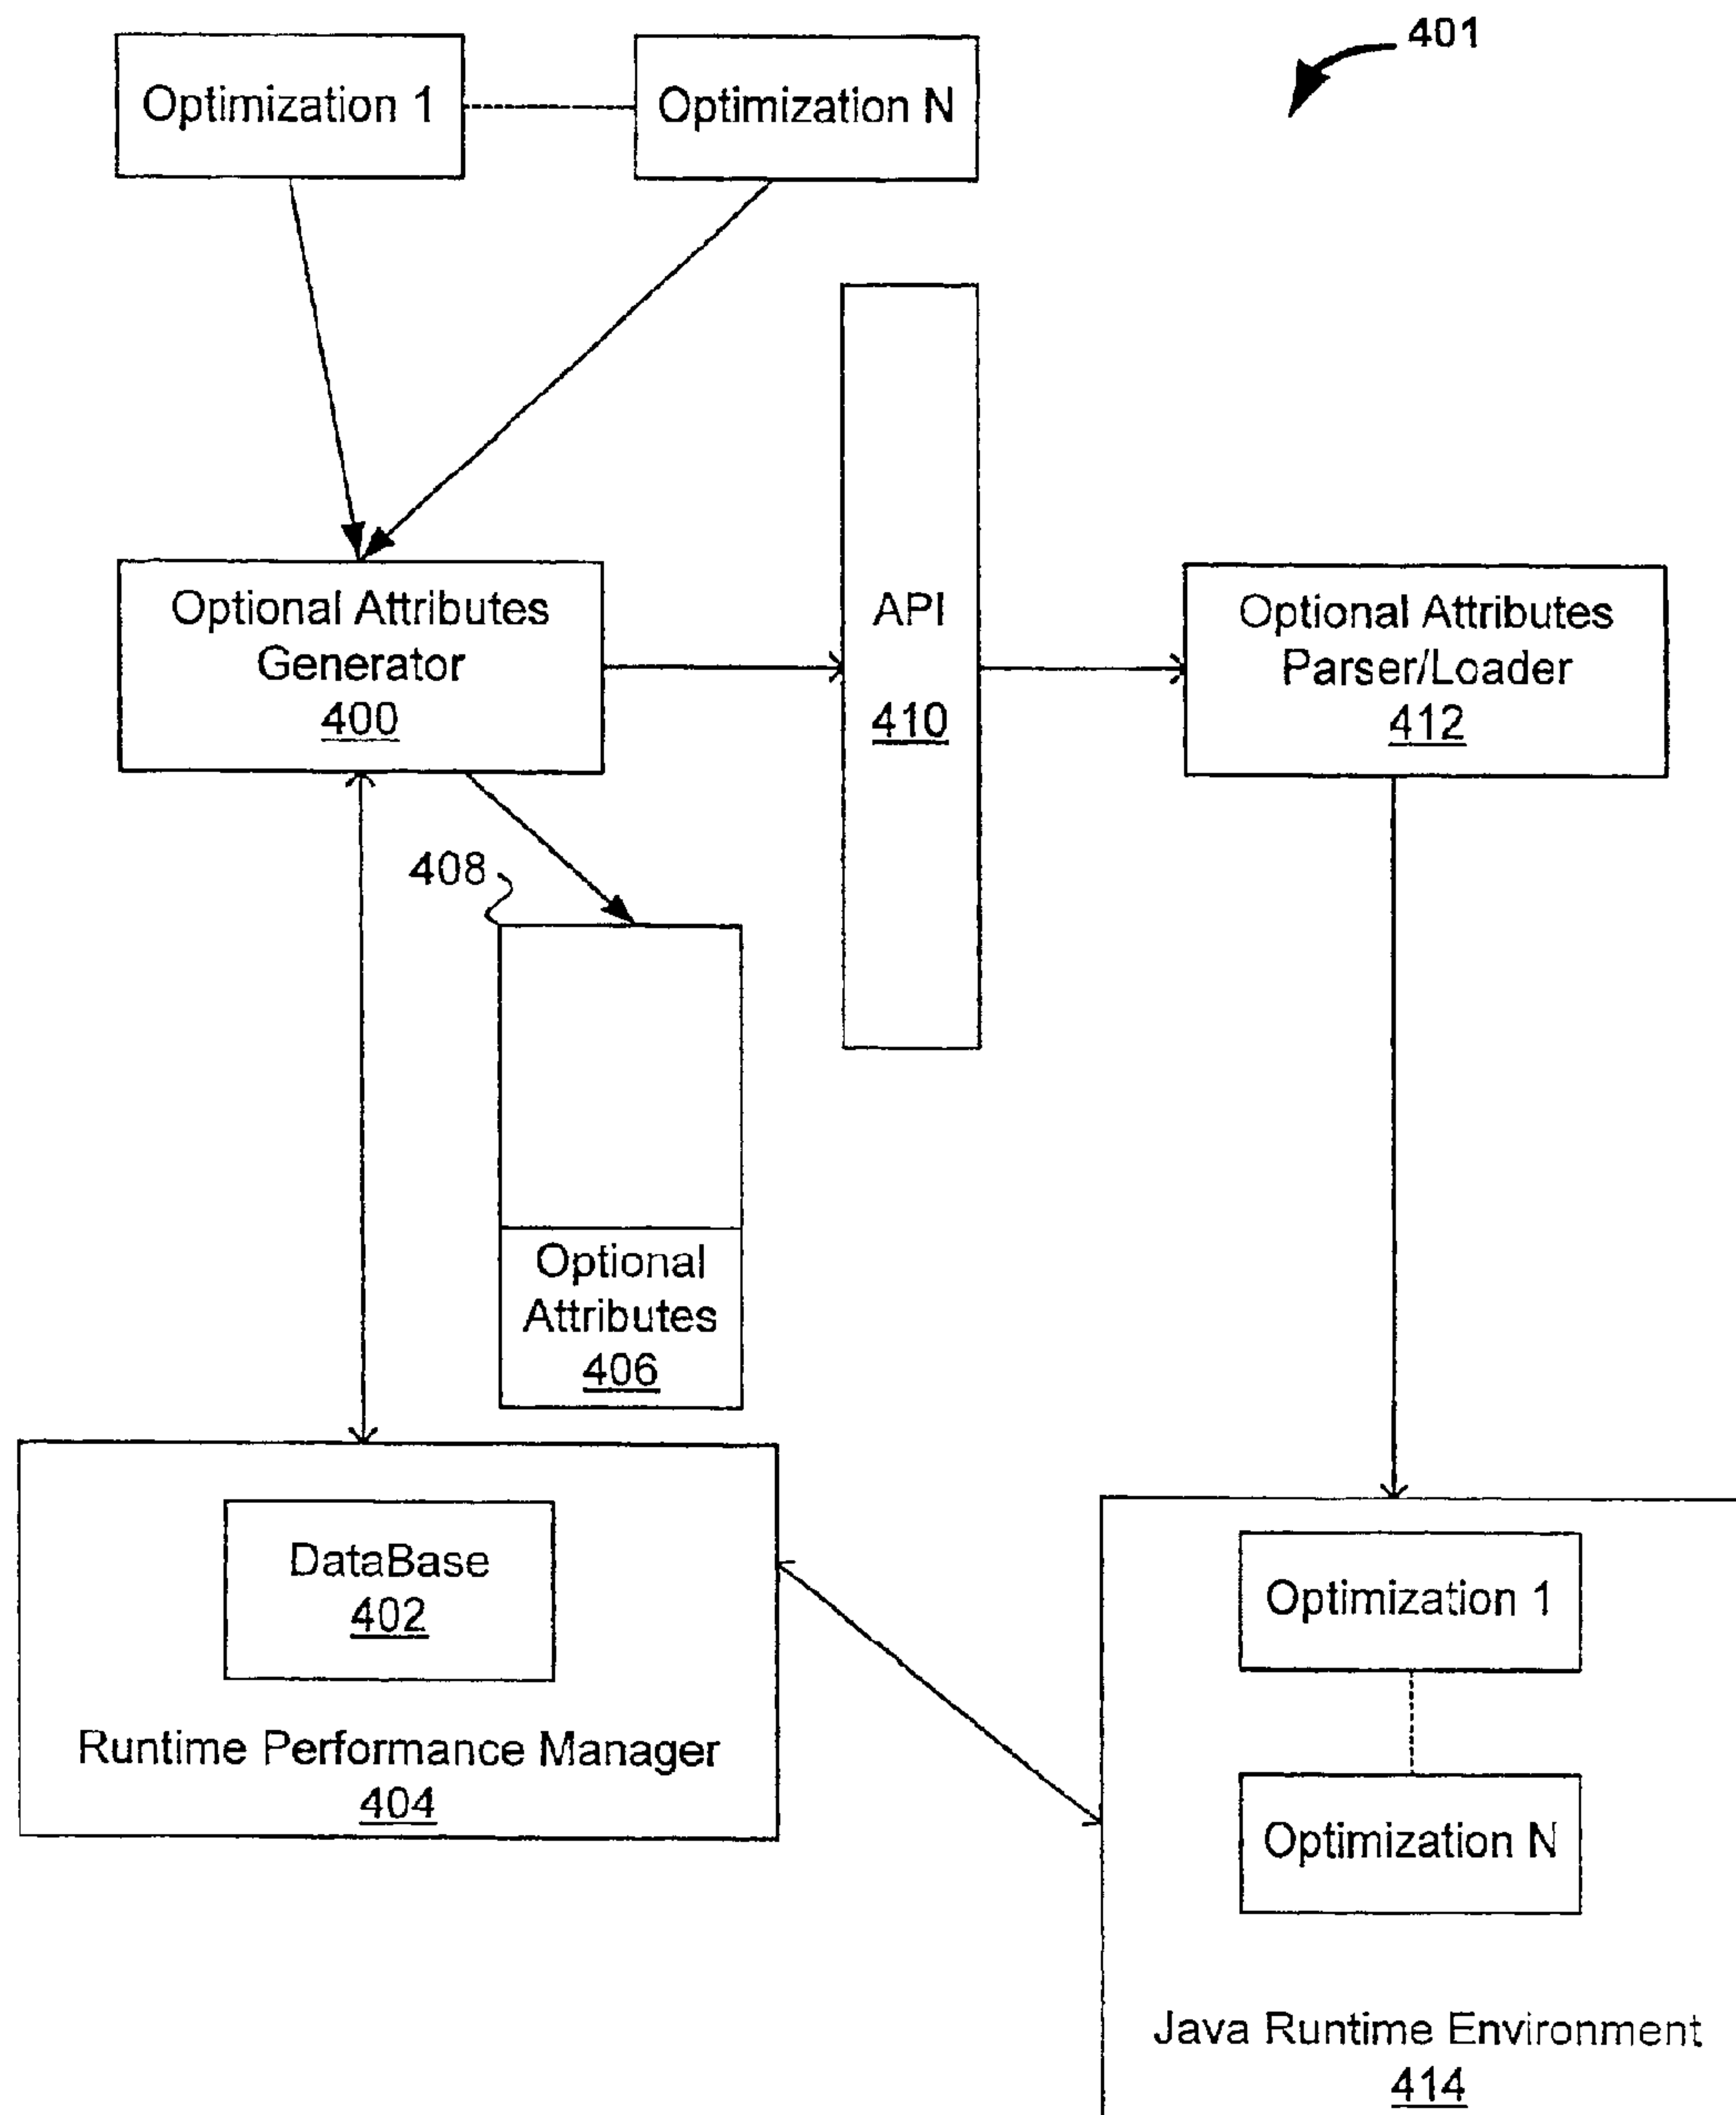 401
Optimization 1
Optimization N
Optional Attributes
Generator
400
API
410
Optional Attributes
Parser/Loader
412
408
Optional
Attributes
406
DataBase
402
Runtime Performance Manager
404
Optimization 1
Optimization N
Java Runtime Environment
414